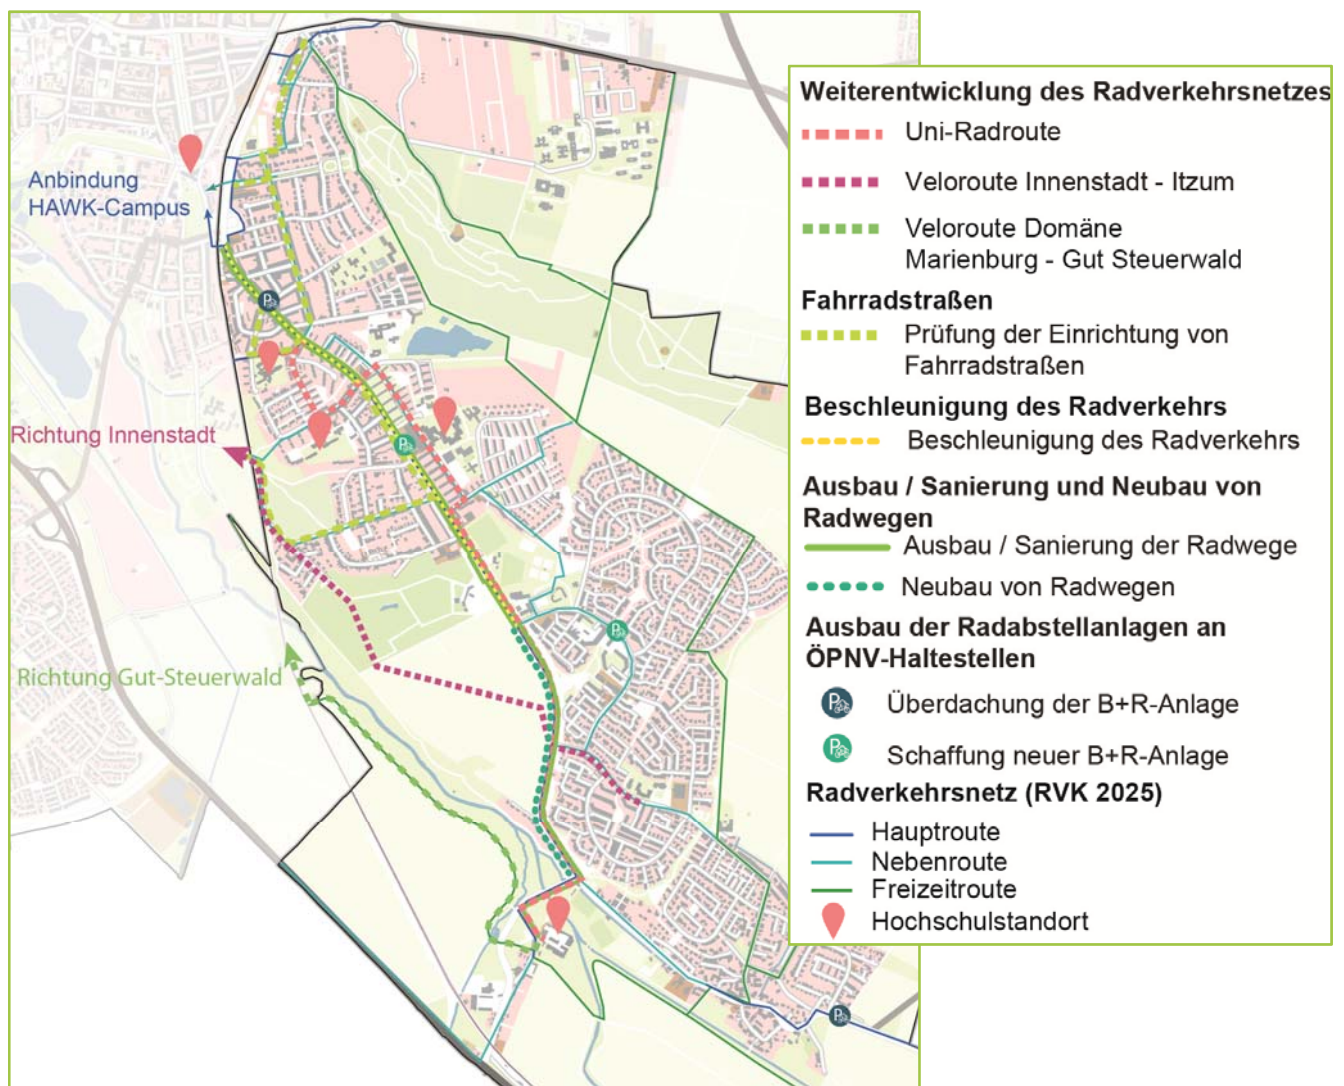 Anbindung
HAWK-Campus
Richtung Innenstadt
Richtung Gut-Steuerwald
Weiterentwicklung des Radverkehrsnetzes
Uni-Radroute
Veloroute Innenstadt - Itzum
Veloroute Domäne
Marienburg - Gut Steuerwald
Fahrradstraßen
Prüfung der Einrichtung von
Fahrradstraßen
Beschleunigung des Radverkehrs
Beschleunigung des Radverkehrs
Ausbau / Sanierung und Neubau von
Radwegen
Ausbau / Sanierung der Radwege
Neubau von Radwegen
Ausbau der Radabstellanlagen an
ÖPNV-Haltestellen
P Überdachung der B+R-Anlage
P Schaffung neuer B+R-Anlage
Radverkehrsnetz (RVK 2025)
Hauptroute
Nebenroute
Freizeitroute
Hochschulstandort
P
P
P
P